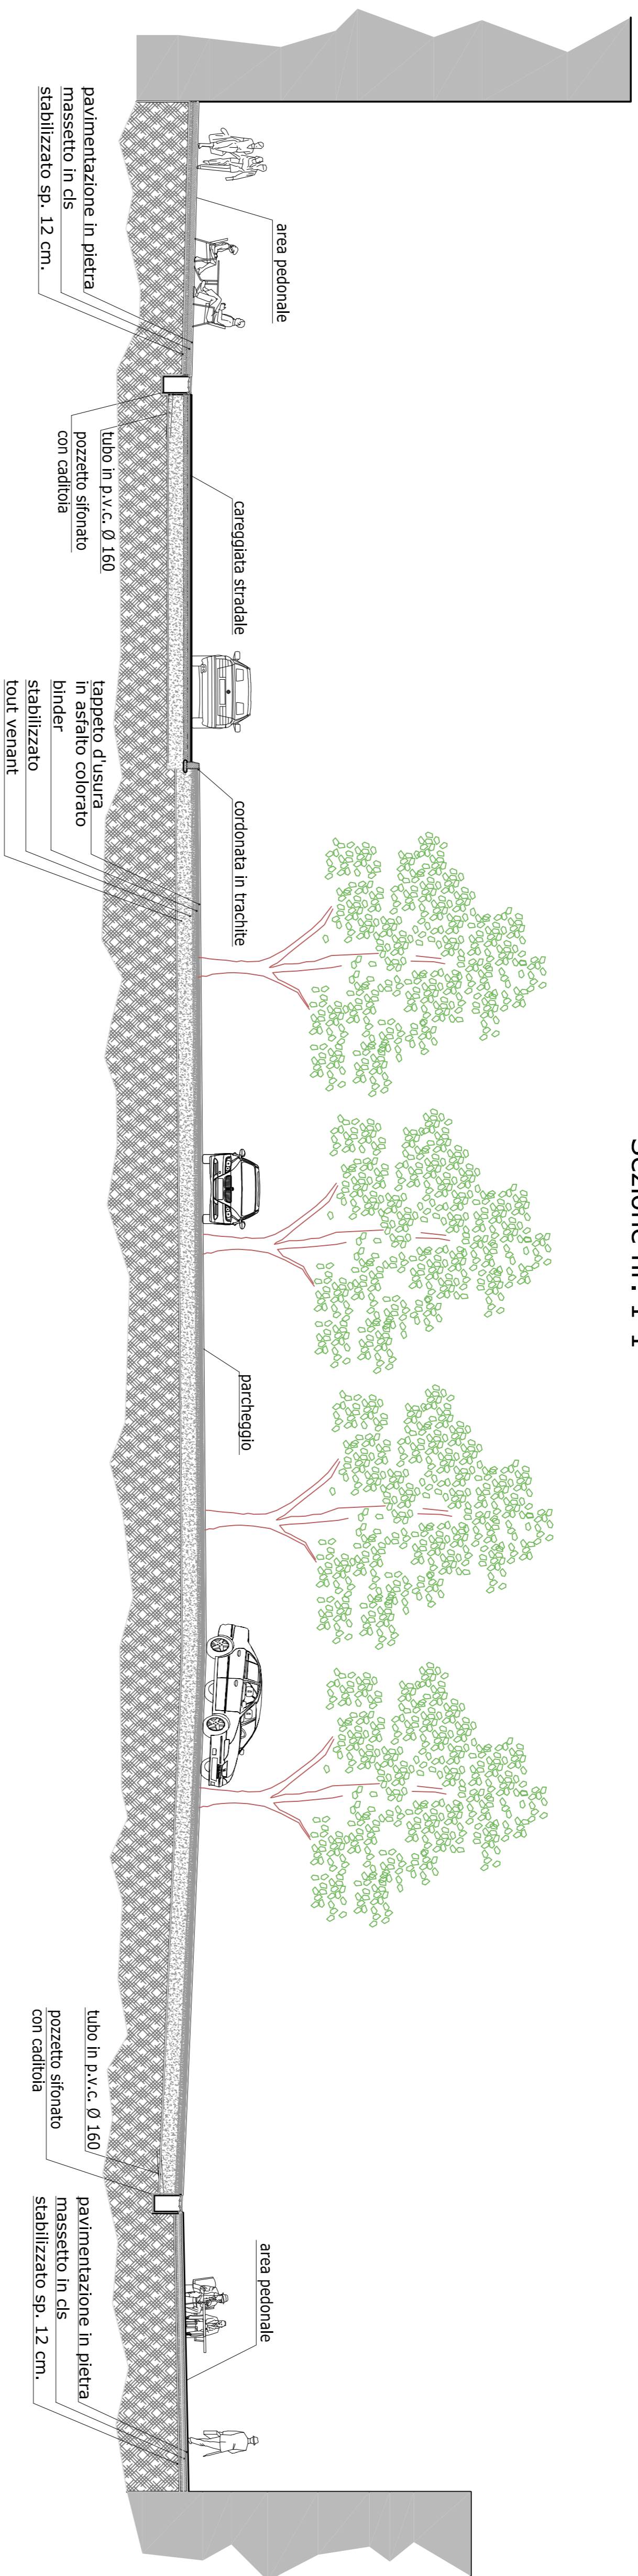 Sezione nr. 1-1
area pedonale
pavimentazione in pietra
massetto in cls
stabilizzato sp. 12 cm.
tubo in p.v.c. Ø 160
pozzetto sifonato
con caditoia
careggiata stradale
cordonata in trachite
tappeto d'usura
in asfalto colorato
binder
stabilizzato
tout venant
parcheggio
tubo in p.v.c. Ø 160
pozzetto sifonato
con caditoia
area pedonale
pavimentazione in pietra
massetto in cls
stabilizzato sp. 12 cm.